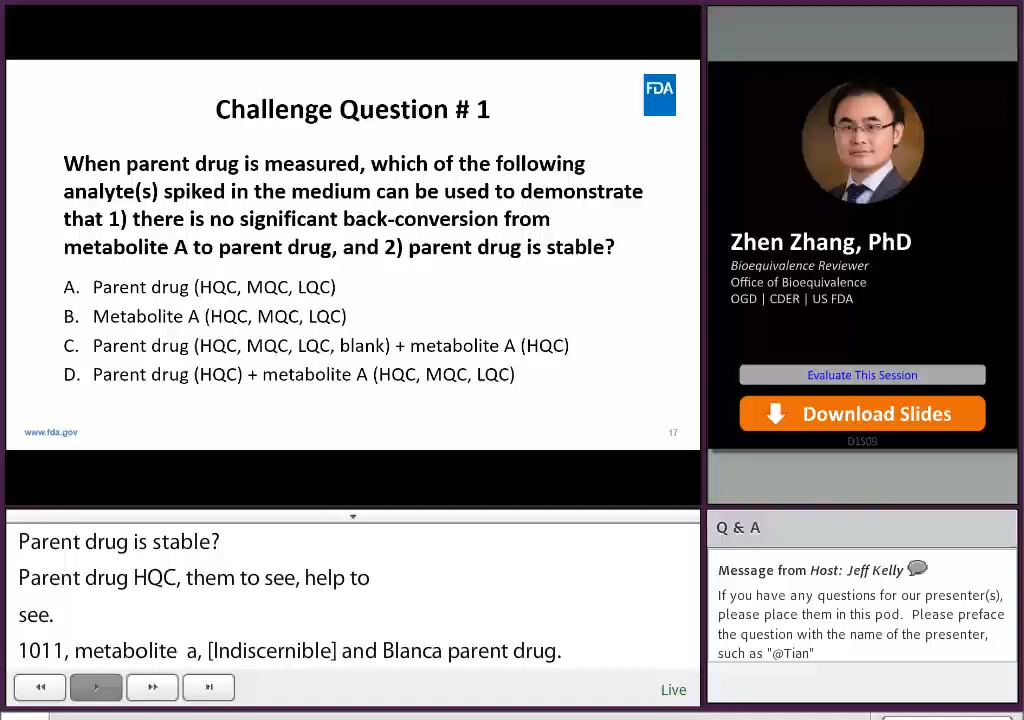 FDA
Challenge Question # 1
When parent drug is measured, which of the following
analyte(s) spiked in the medium can be used to demonstrate
that 1) there is no significant back-conversion from
metabolite A to parent drug, and 2) parent drug is stable?
A. Parent drug (HQC, MQC, LQC)
B. Metabolite A (HQC, MQC, LQC)
C. Parent drug (HQC, MQC, LQC, blank) + metabolite A (HQC)
D. Parent drug (HQC) + metabolite A (HQC, MQC, LQC)
www.fda.gov
17
Zhen Zhang, PhD
Bioequivalence Reviewer
Office of Bioequivalence
OGD | CDER | US FDA
Evaluate This Session
Download Slides
D1S09
Parent drug is stable?
Parent drug HQC, them to see, help to
see.
1011, metabolite a, [Indiscernible] and Blanca parent drug.
Live
Q & A
Message from Host: Jeff Kelly
If you have any questions for our presenter(s),
please place them in this pod. Please preface
the question with the name of the presenter,
such as "@Tian"